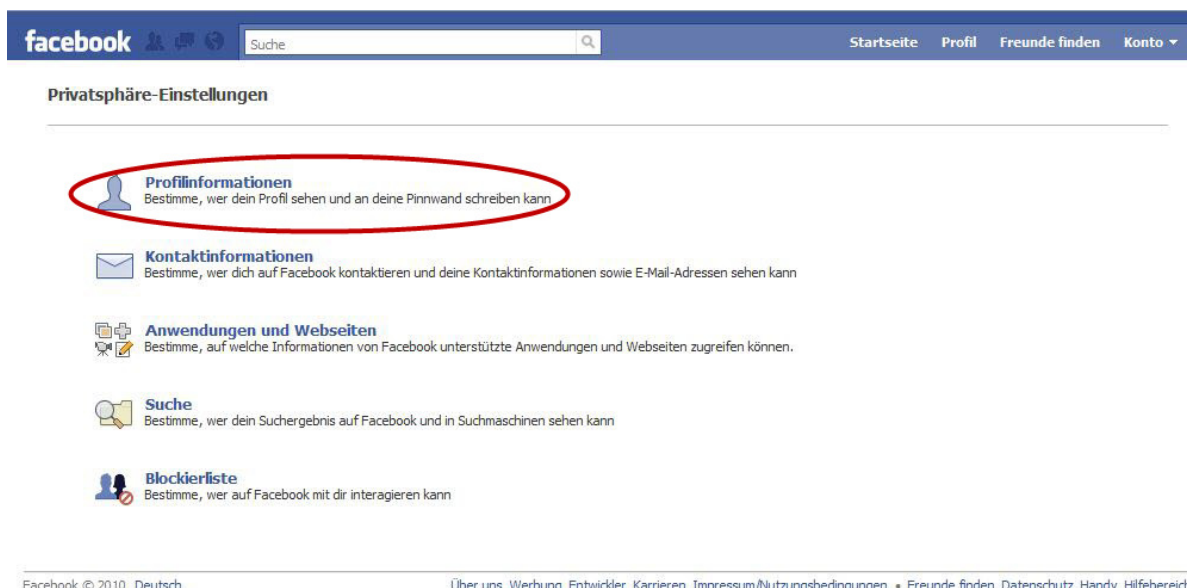 facebook Suche Startseite Profil Freunde finden Konto
Privatsphäre-Einstellungen
Profilinformationen
Bestimme, wer dein Profil sehen und an deine Pinnwand schreiben kann
Kontaktinformationen
Bestimme, wer dich auf Facebook kontaktieren und deine Kontaktinformationen sowie E-Mail-Adressen sehen kann
Anwendungen und Webseiten
Bestimme, auf welche Informationen von Facebook unterstützte Anwendungen und Webseiten zugreifen können.
Suche
Bestimme, wer dein Suchergebnis auf Facebook und in Suchmaschinen sehen kann
Blockierliste
Bestimme, wer auf Facebook mit dir interagieren kann
Facebook © 2010 Deutsch Über uns Werbung Entwickler Karrieren Impressum/Nutzungsbedingungen • Freunde finden Datenschutz Handy Hilfebereich